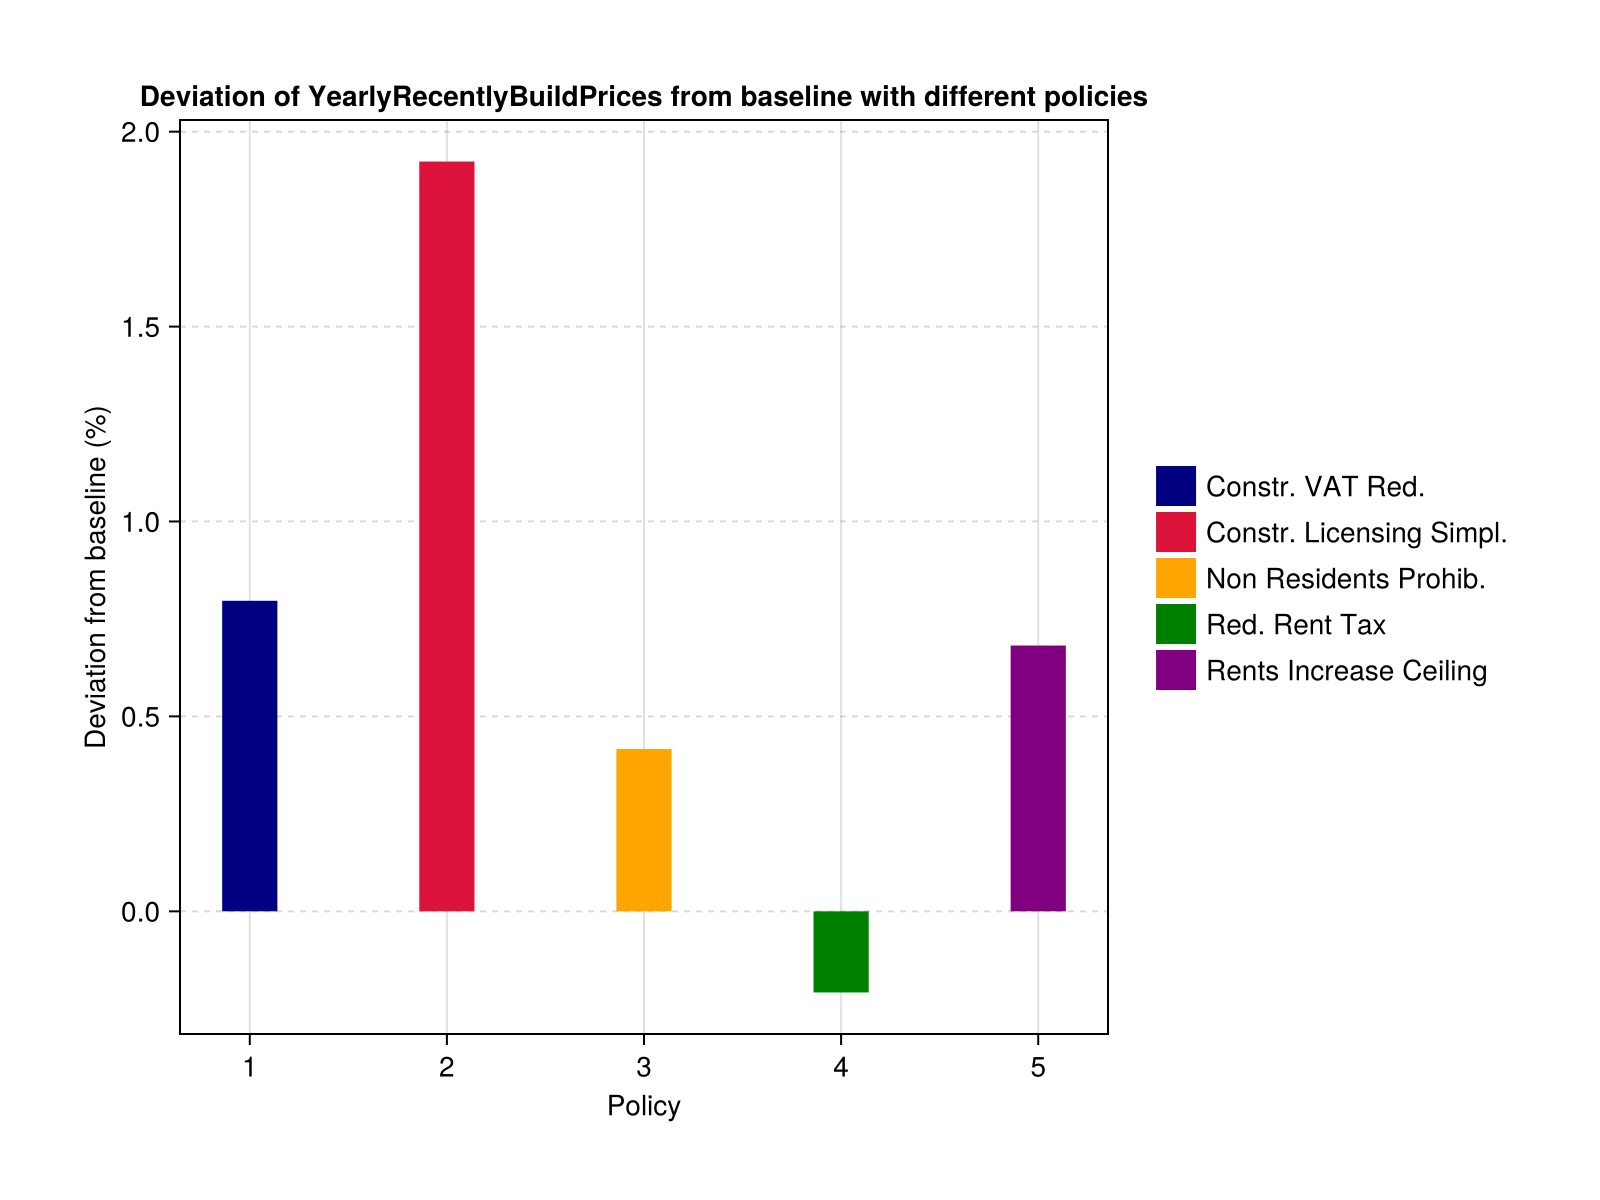 Deviation of YearlyRecentlyBuildPrices from baseline with different policies
2.0
1.5
1.0
0.5
0.0
Deviation from baseline (%)
1 2 3 4 5
Policy
Constr. VAT Red.
Constr. Licensing Simpl.
Non Residents Prohib.
Red. Rent Tax
Rents Increase Ceiling